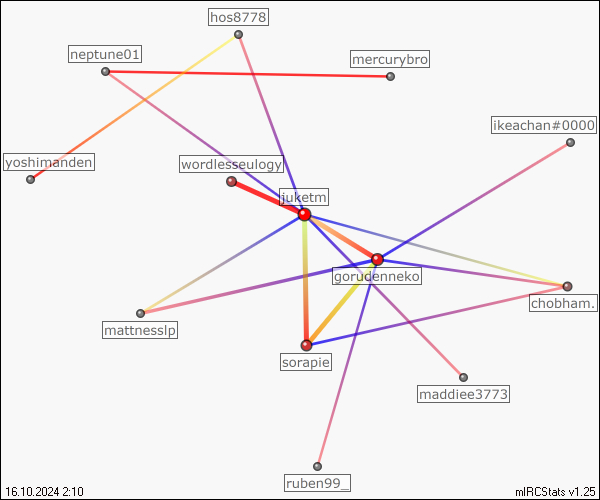 hos8778
neptune01
mercurybro
ikeachan#0000
yoshimanden
wordlesseulogy
juketm
gorudenneko
chobham.
mattnesslp
sorapie
maddiee3773
ruben99_
16.10.2024 2:10
mIRCStats v1.25